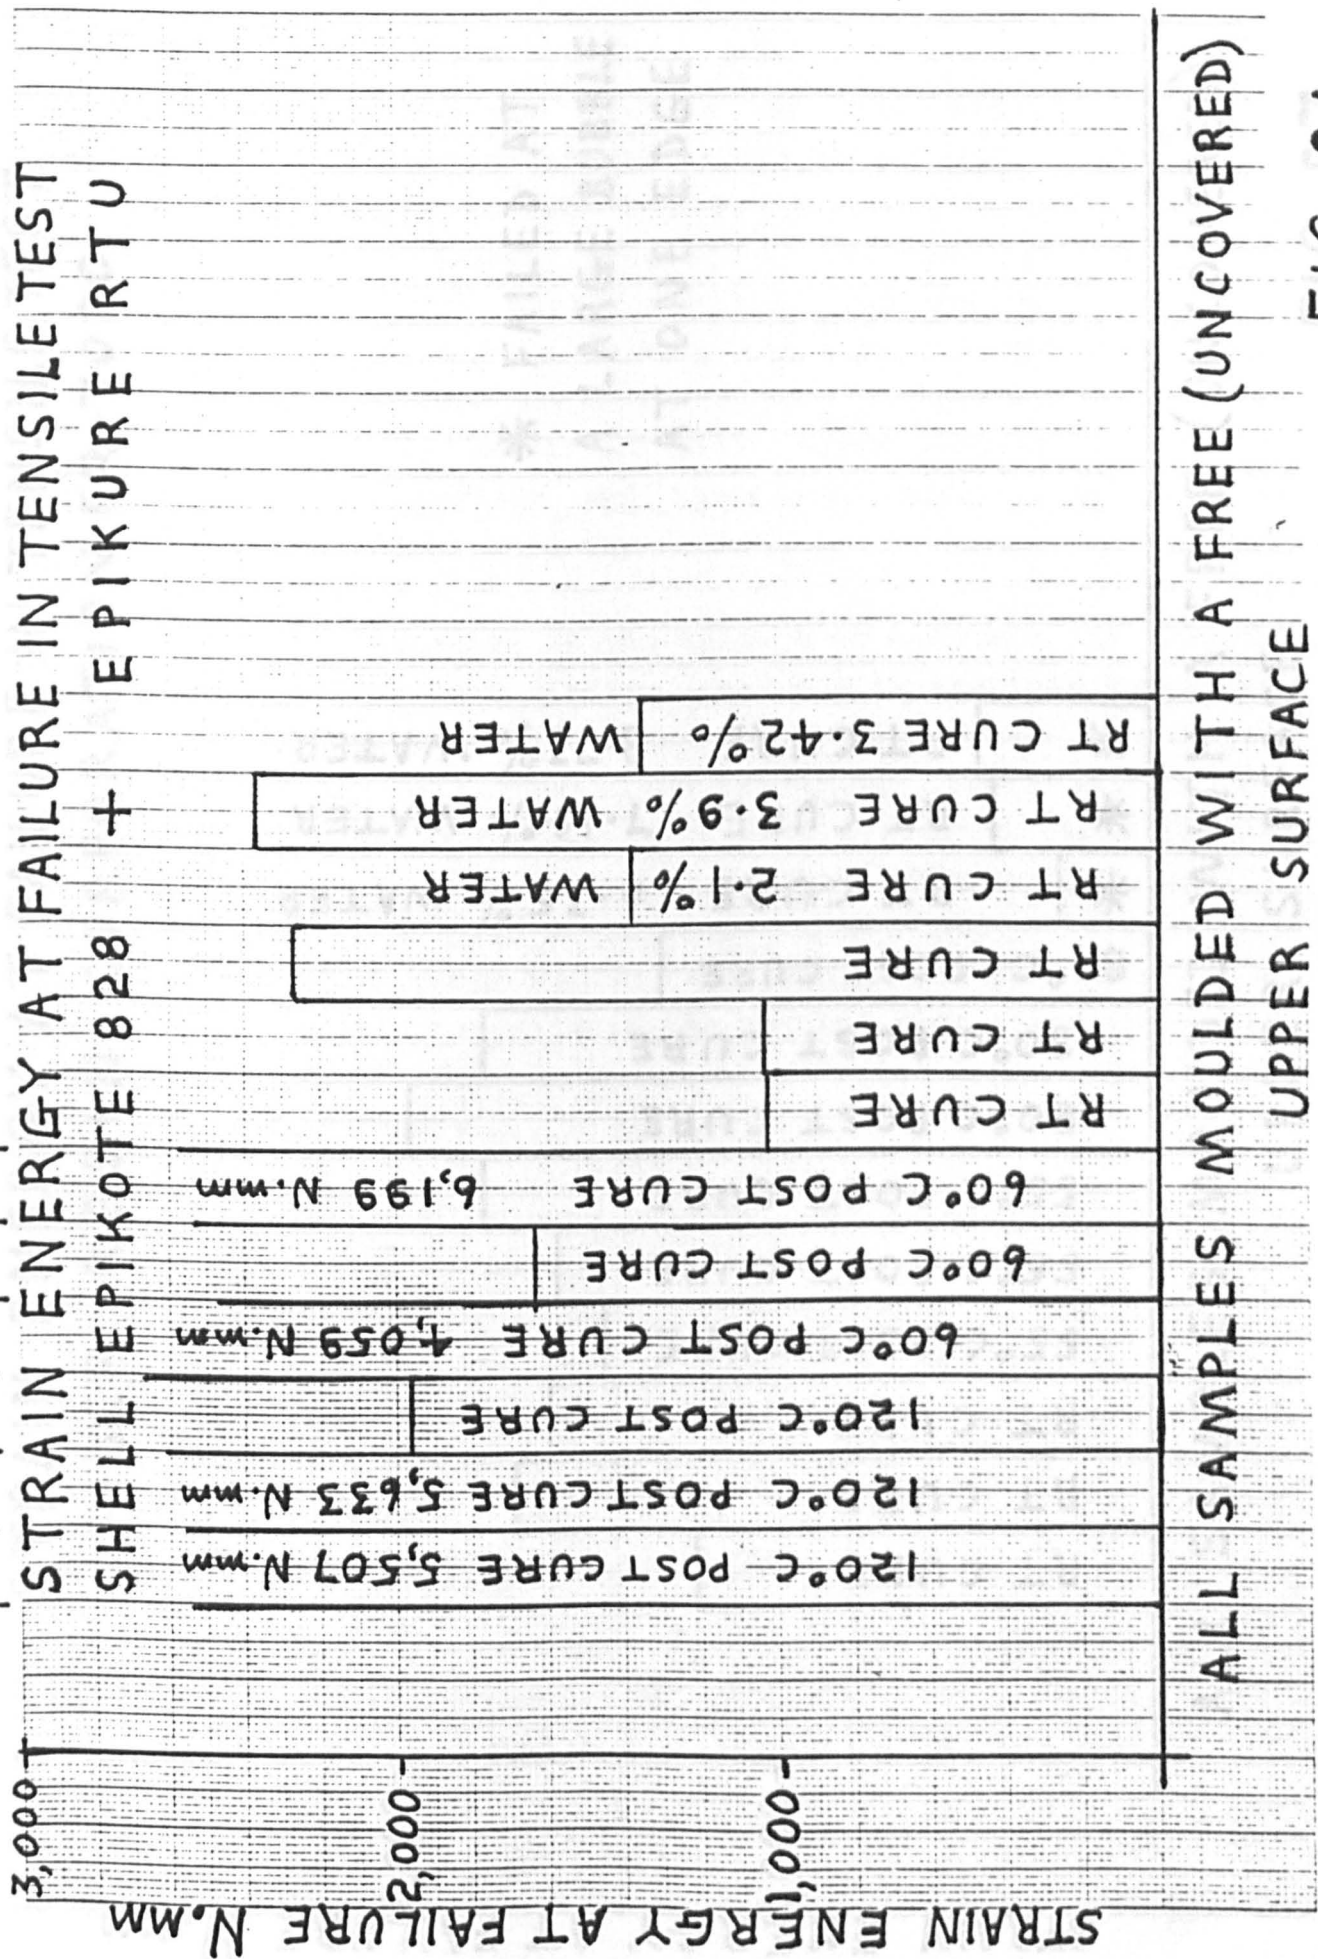 STRAIN ENERGY AT FAILURE IN TENSILE TEST
SHELL EPIKOTE 828 + EPIKURE RTU
STRAIN ENERGY AT FAILURE N.mm
3,000
2,000
1,000
120°C POST CURE 5,507 N.mm
120°C POST CURE 5,633 N.mm
120°C POST CURE
60°C POST CURE 4,059 N.mm
60°C POST CURE
60°C POST CURE 6,199 N.mm
RT CURE
RT CURE
RT CURE
RT CURE 2.1% WATER
RT CURE 3.9% WATER
RT CURE 3.42% WATER
ALL SAMPLES MOULDED WITH A FREE (UNCOVERED)
UPPER SURFACE